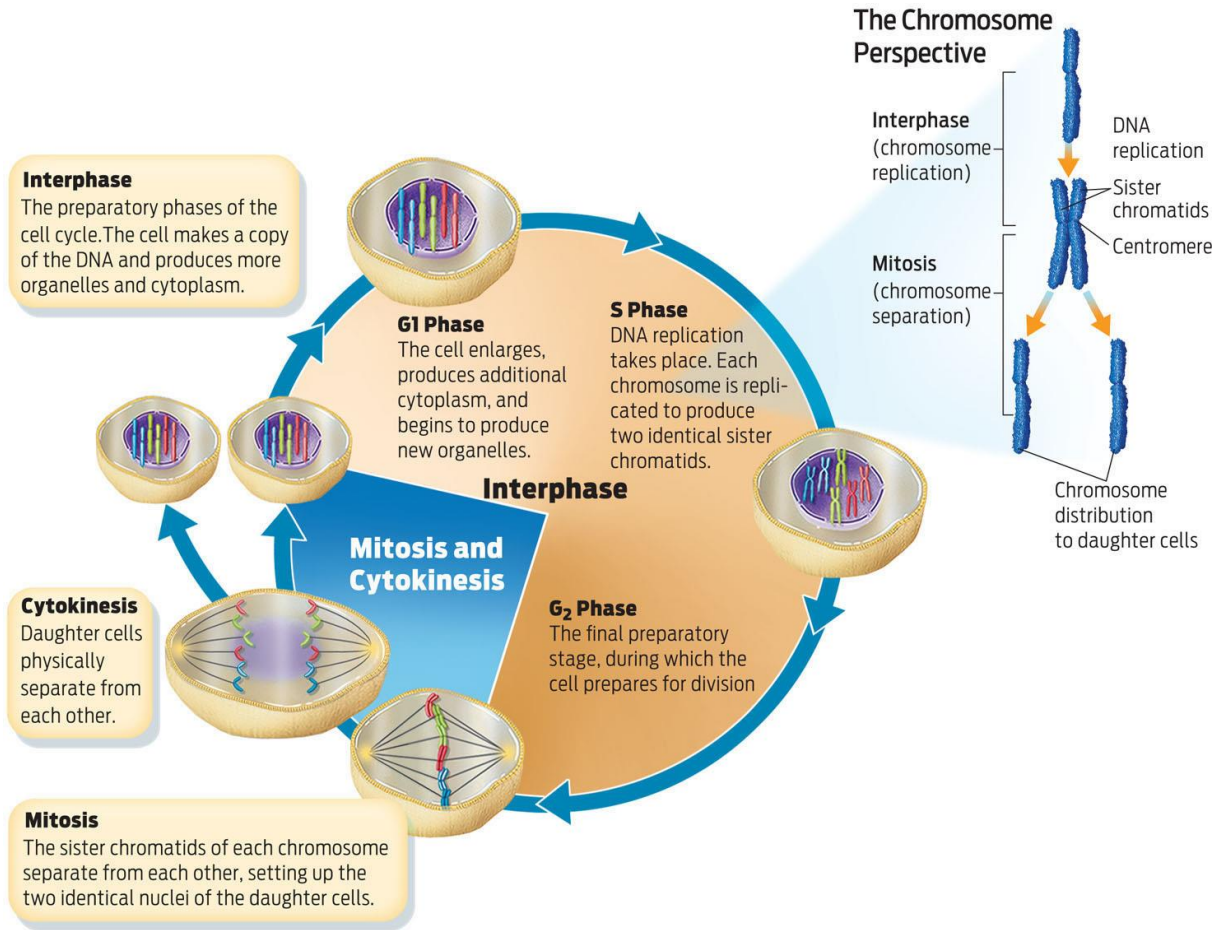 The Chromosome
Perspective
Interphase
(chromosome
replication)
DNA
replication
Sister
chromatids
Centromere
Mitosis
(chromosome
separation)
Chromosome
distribution
to daughter cells
Interphase
The preparatory phases of the
cell cycle.The cell makes a copy
of the DNA and produces more
organelles and cytoplasm.
G1 Phase
The cell enlarges,
produces additional
cytoplasm, and
begins to produce
new organelles.
S Phase
DNA replication
takes place. Each
chromosome is repli-
cated to produce
two identical sister
chromatids.
Interphase
Mitosis and
Cytokinesis
G₂ Phase
The final preparatory
stage, during which the
cell prepares for division
Cytokinesis
Daughter cells
physically
separate from
each other.
Mitosis
The sister chromatids of each chromosome
separate from each other, setting up the
two identical nuclei of the daughter cells.